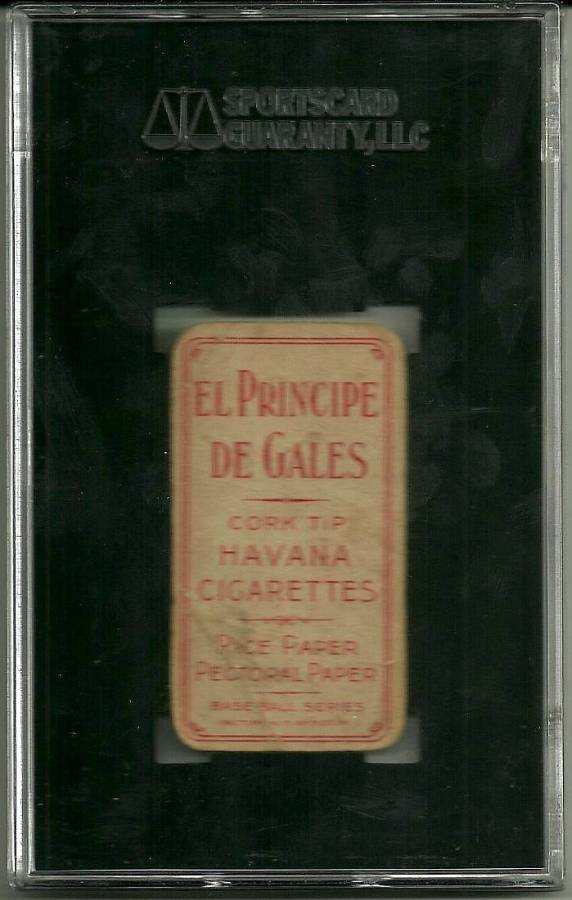 SPORTSCARD
GUARANTY, LLC
EL PRINCIPE
DE GALES
CORK TIP
HAVANA
CIGARETTES
RICE PAPER
PECTORAL PAPER
BASE BALL SERIES